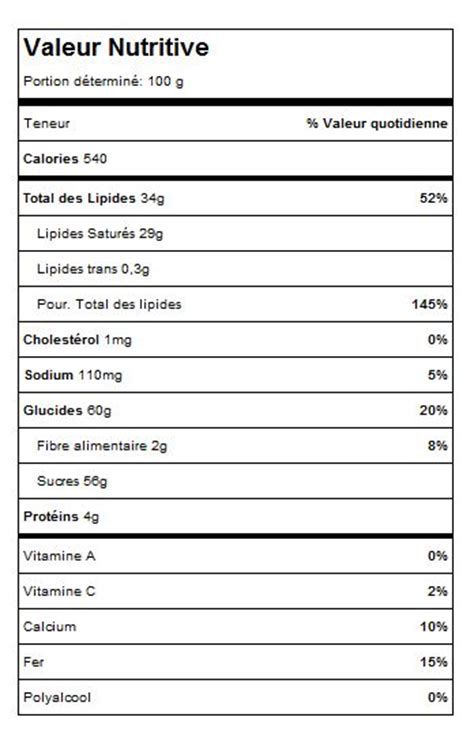 Valeur Nutritive
Portion déterminé: 100 g
Teneur % Valeur quotidienne
Calories 540
Total des Lipides 34g 52%
Lipides Saturés 29g
Lipides trans 0,3g
Pour. Total des lipides 145%
Cholestérol 1mg 0%
Sodium 110mg 5%
Glucides 60g 20%
Fibre alimentaire 2g 8%
Sucres 56g
Protéins 4g
Vitamine A 0%
Vitamine C 2%
Calcium 10%
Fer 15%
Polyalcool 0%